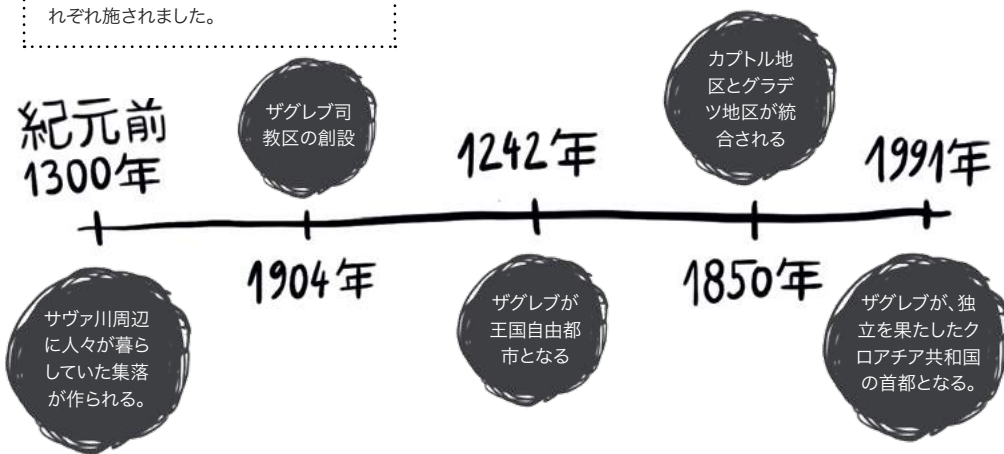 れぞれ施されました。
紀元前
1300年
サヴァ川周辺
に人々が暮ら
していた集落
が作られる。
ザグレブ司
教区の創設
1904年
1242年
ザグレブが
王国自由都
市となる
カプトル地
区とグラデ
ツ地区が統
合される
1850年
1991年
ザグレブが、独
立を果たしたク
ロアチア共和国
の首都となる。